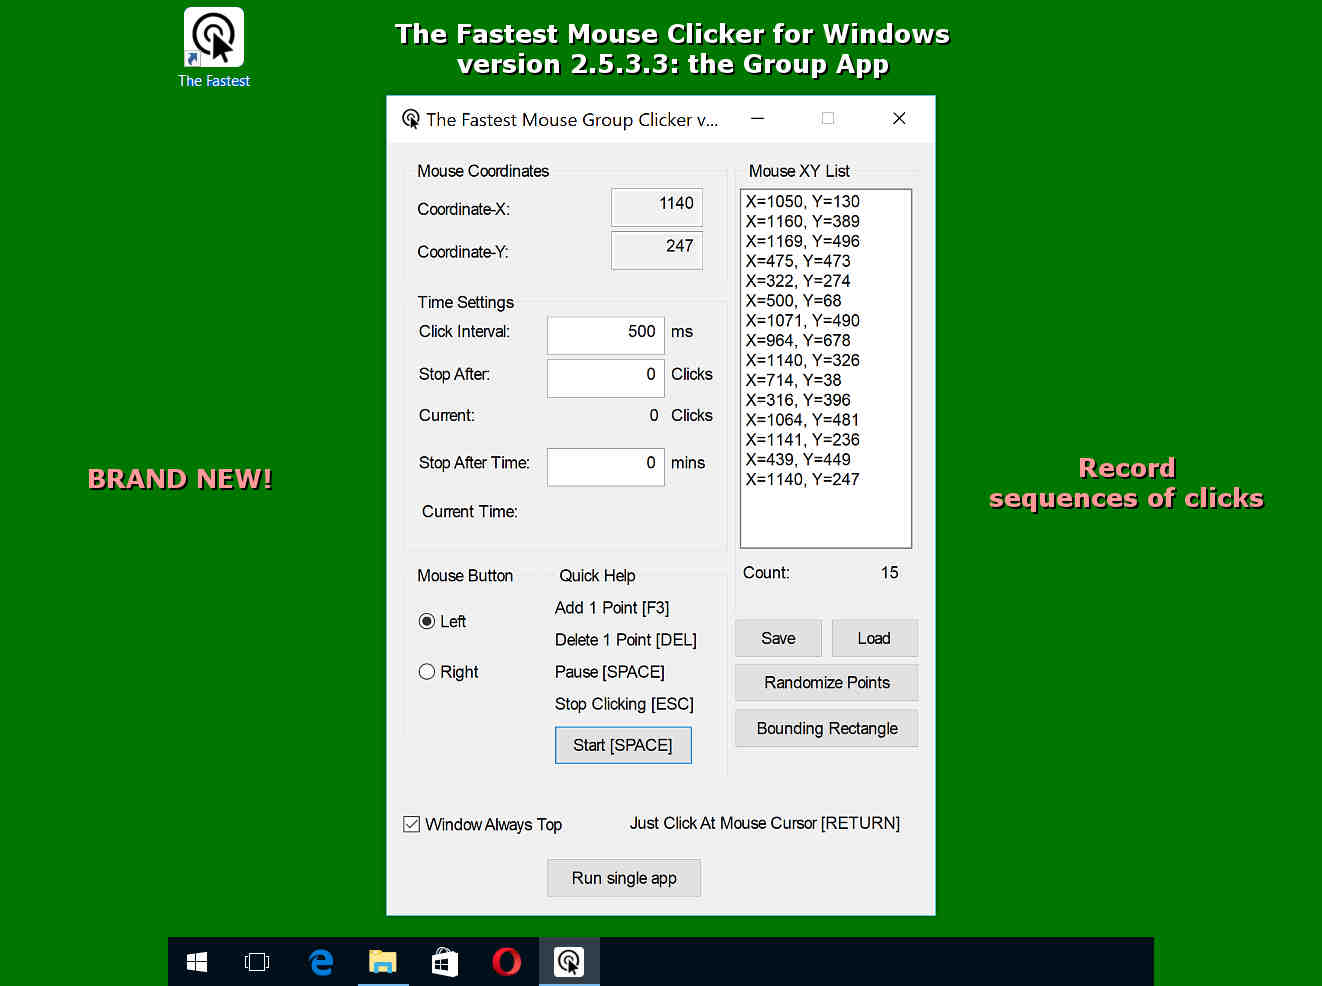 The Fastest Mouse Clicker for Windows
version 2.5.3.3: the Group App
The Fastest
The Fastest Mouse Group Clicker v...
Mouse Coordinates
Coordinate-X: 1140
Coordinate-Y: 247
Time Settings
Click Interval: 500 ms
Stop After: 0 Clicks
Current: 0 Clicks
Stop After Time: 0 mins
Current Time:
Mouse Button
Left
Right
Quick Help
Add 1 Point [F3]
Delete 1 Point [DEL]
Pause [SPACE]
Stop Clicking [ESC]
Start [SPACE]
Mouse XY List
X=1050, Y=130
X=1160, Y=389
X=1169, Y=496
X=475, Y=473
X=322, Y=274
X=500, Y=68
X=1071, Y=490
X=964, Y=678
X=1140, Y=326
X=714, Y=38
X=316, Y=396
X=1064, Y=481
X=1141, Y=236
X=439, Y=449
X=1140, Y=247
Count: 15
Save Load
Randomize Points
Bounding Rectangle
Window Always Top
Just Click At Mouse Cursor [RETURN]
Run single app
BRAND NEW!
Record
sequences of clicks